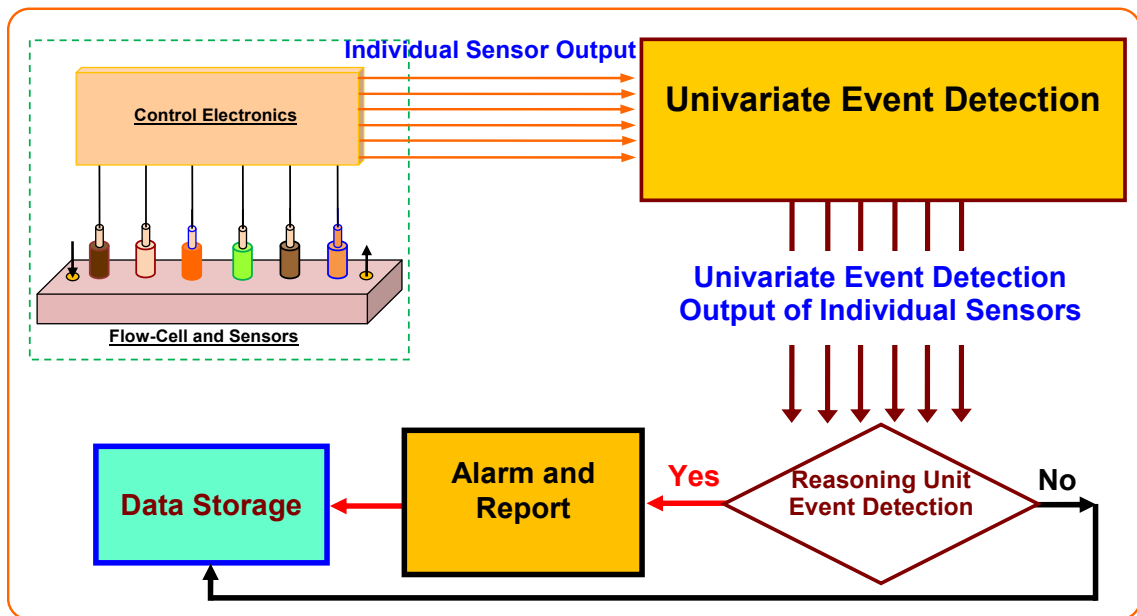 Individual Sensor Output
Control Electronics
Univariate Event Detection
Flow-Cell and Sensors
Univariate Event Detection
Output of Individual Sensors
Data Storage
Alarm and
Report
Yes
Reasoning Unit
Event Detection
No